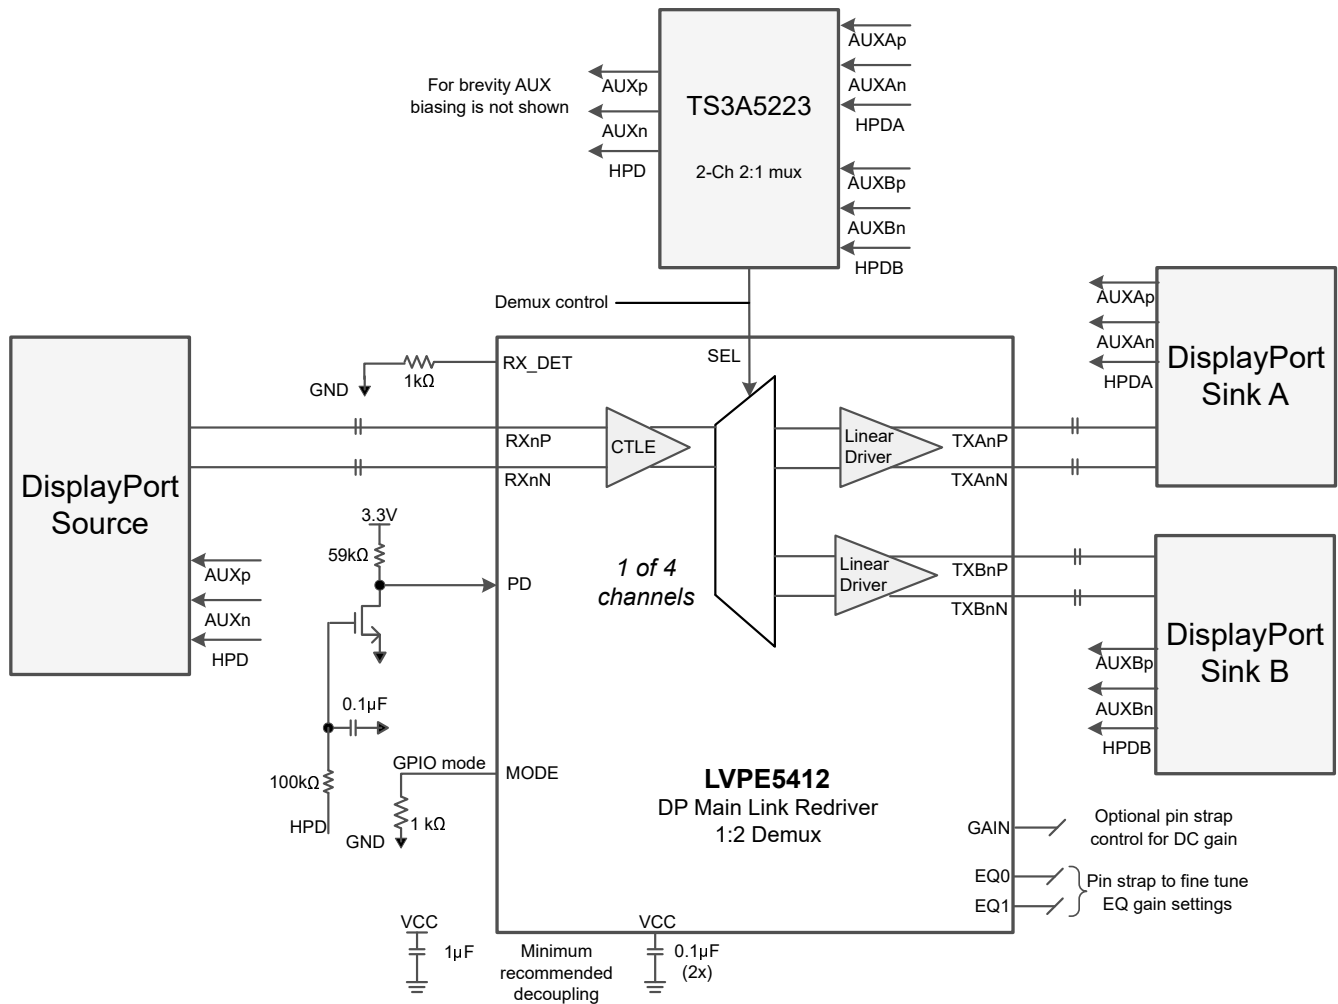 AUXAp
AUXAn
HPDA
AUXBp
AUXBn
HPDB
For brevity AUX
biasing is not shown
AUXp
AUXn
HPD
TS3A5223
2-Ch 2:1 mux
Demux control
SEL
RX_DET
1kΩ
GND
RXnP
RXnN
CTLE
Linear
Driver
TXAnP
TXAnN
Linear
Driver
TXBnP
TXBnN
AUXAp
AUXAn
HPDA
DisplayPort
Sink A
DisplayPort
Source
AUXp
AUXn
HPD
3.3V
59kΩ
PD
1 of 4
channels
DisplayPort
Sink B
AUXBp
AUXBn
HPDB
0.1µF
100kΩ
HPD
GPIO mode
MODE
1 kΩ
GND
LVPE5412
DP Main Link Redriver
1:2 Demux
GAIN
Optional pin strap
control for DC gain
EQ0
EQ1
Pin strap to fine tune
EQ gain settings
VCC
1µF
Minimum
recommended
decoupling
VCC
0.1µF
(2x)